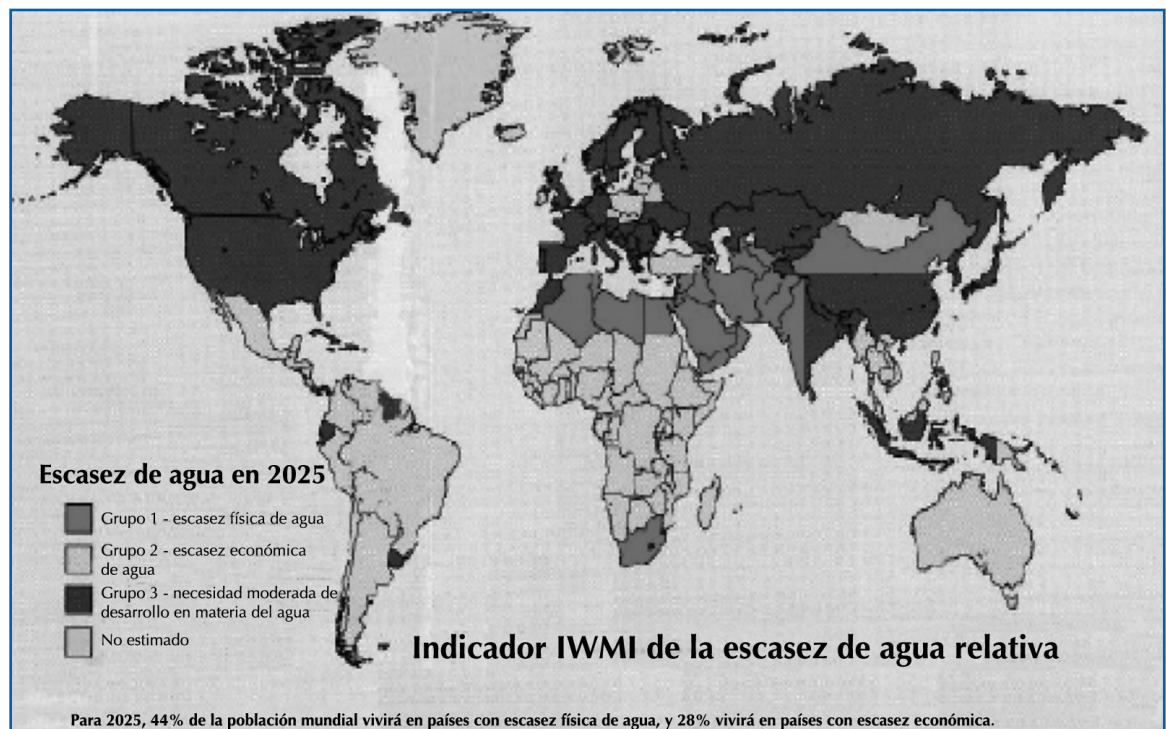 Escasez de agua en 2025
Grupo 1 - escasez física de agua
Grupo 2 - escasez económica
de agua
Grupo 3 - necesidad moderada de
desarrollo en materia del agua
No estimado
Indicador IWMI de la escasez de agua relativa
Para 2025, 44% de la población mundial vivirá en países con escasez física de agua, y 28% vivirá en países con escasez económica.